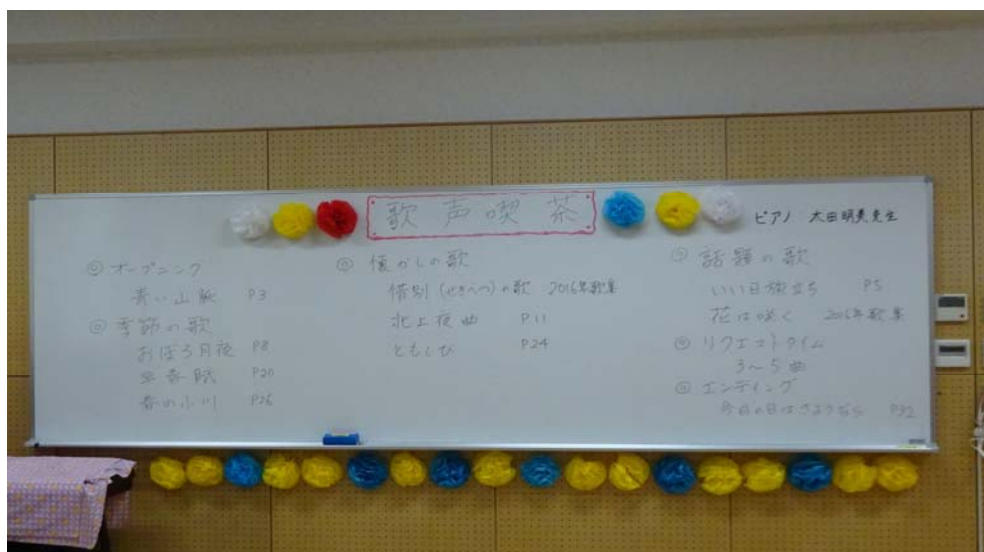 歌声喫茶
ピアノ 太田明美先生
◎ オープニング
青い山脈 P3
◎ 季節の歌
おぼろ月夜 P8
早春賦 P20
春の小川 P26
◎ 懐かしの歌
惜別(せきべつ)の歌 2016年歌集
北上夜曲 P11
ともしび P24
◎ 話題の歌
いい日旅立ち P5
花は咲く 2016年歌集
◎ リクエストタイム
3~5曲
◎ エンディング
今日の日はさようなら P32